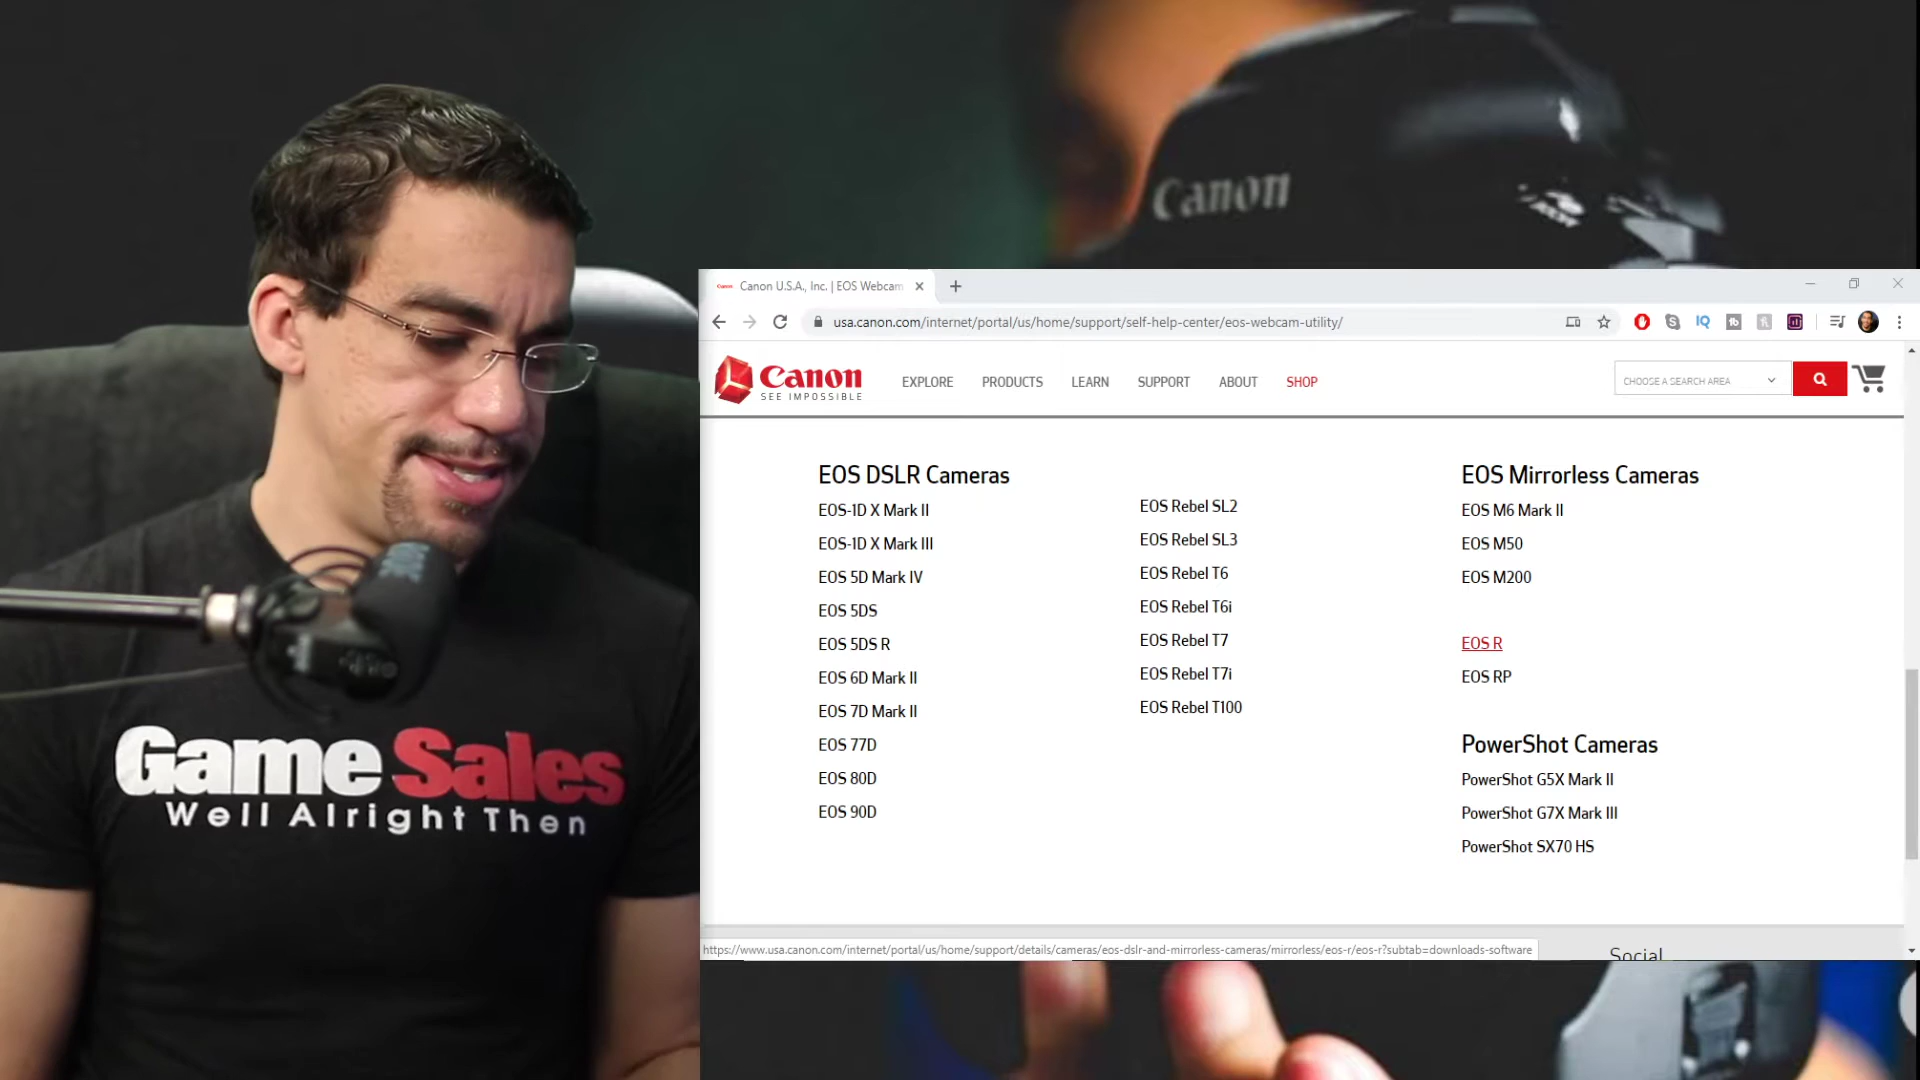 Canon
Canon U.S.A., Inc. | EOS Webcam
usa.canon.com/internet/portal/us/home/support/self-help-center/eos-webcam-utility/
Canon
SEE IMPOSSIBLE
EXPLORE
PRODUCTS
LEARN
SUPPORT
ABOUT
SHOP
CHOOSE A SEARCH AREA
EOS DSLR Cameras
EOS-1D X Mark II
EOS-1D X Mark III
EOS 5D Mark IV
EOS 5DS
EOS 5DS R
EOS 6D Mark II
EOS 7D Mark II
EOS 77D
EOS 80D
EOS 90D
EOS Rebel SL2
EOS Rebel SL3
EOS Rebel T6
EOS Rebel T6i
EOS Rebel T7
EOS Rebel T7i
EOS Rebel T100
EOS Mirrorless Cameras
EOS M6 Mark II
EOS M50
EOS M200
EOS R
EOS RP
PowerShot Cameras
PowerShot G5X Mark II
PowerShot G7X Mark III
PowerShot SX70 HS
https://www.usa.canon.com/internet/portal/us/home/support/details/cameras/eos-dslr-and-mirrorless-cameras/mirrorless/eos-r/eos-r?subtab=downloads-software
Social
GameSales
Well Alright Then